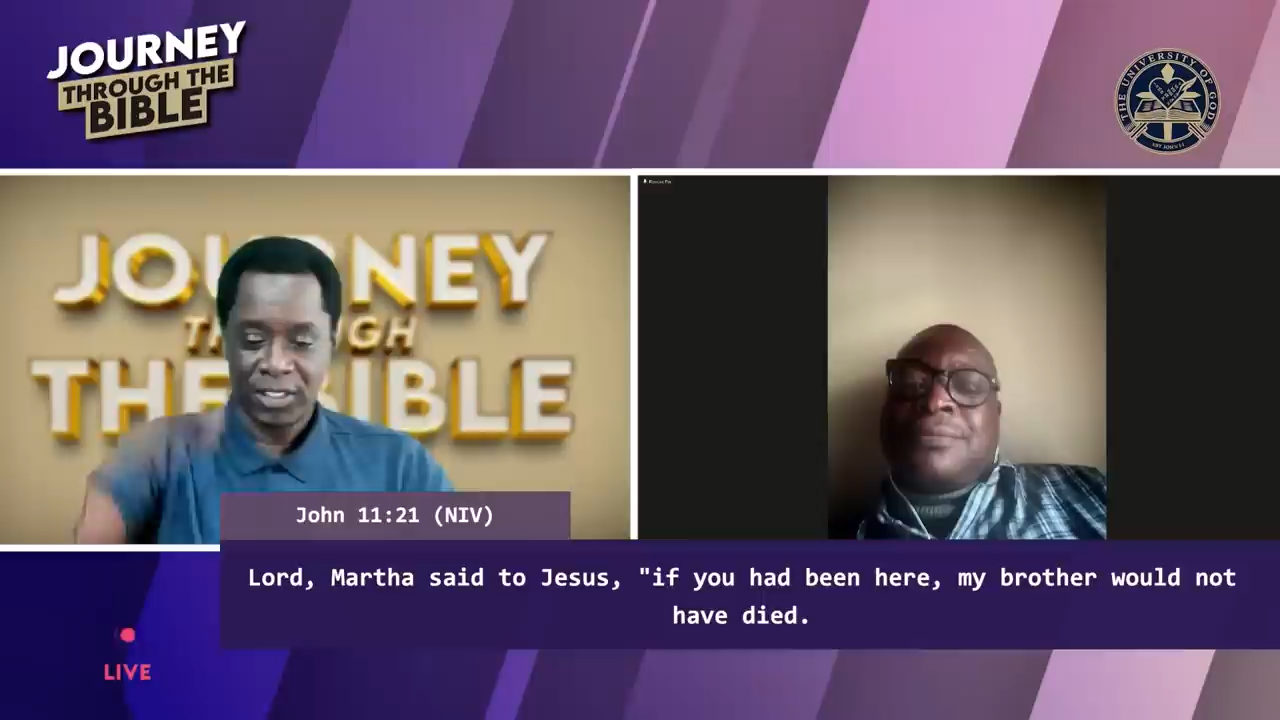 JOURNEY
THROUGH THE
BIBLE
THE UNIVERSITY OF GOD
JOURNEY
THROUGH
THE BIBLE
John 11:21 (NIV)
Lord, Martha said to Jesus, "if you had been here, my brother would not
have died.
LIVE